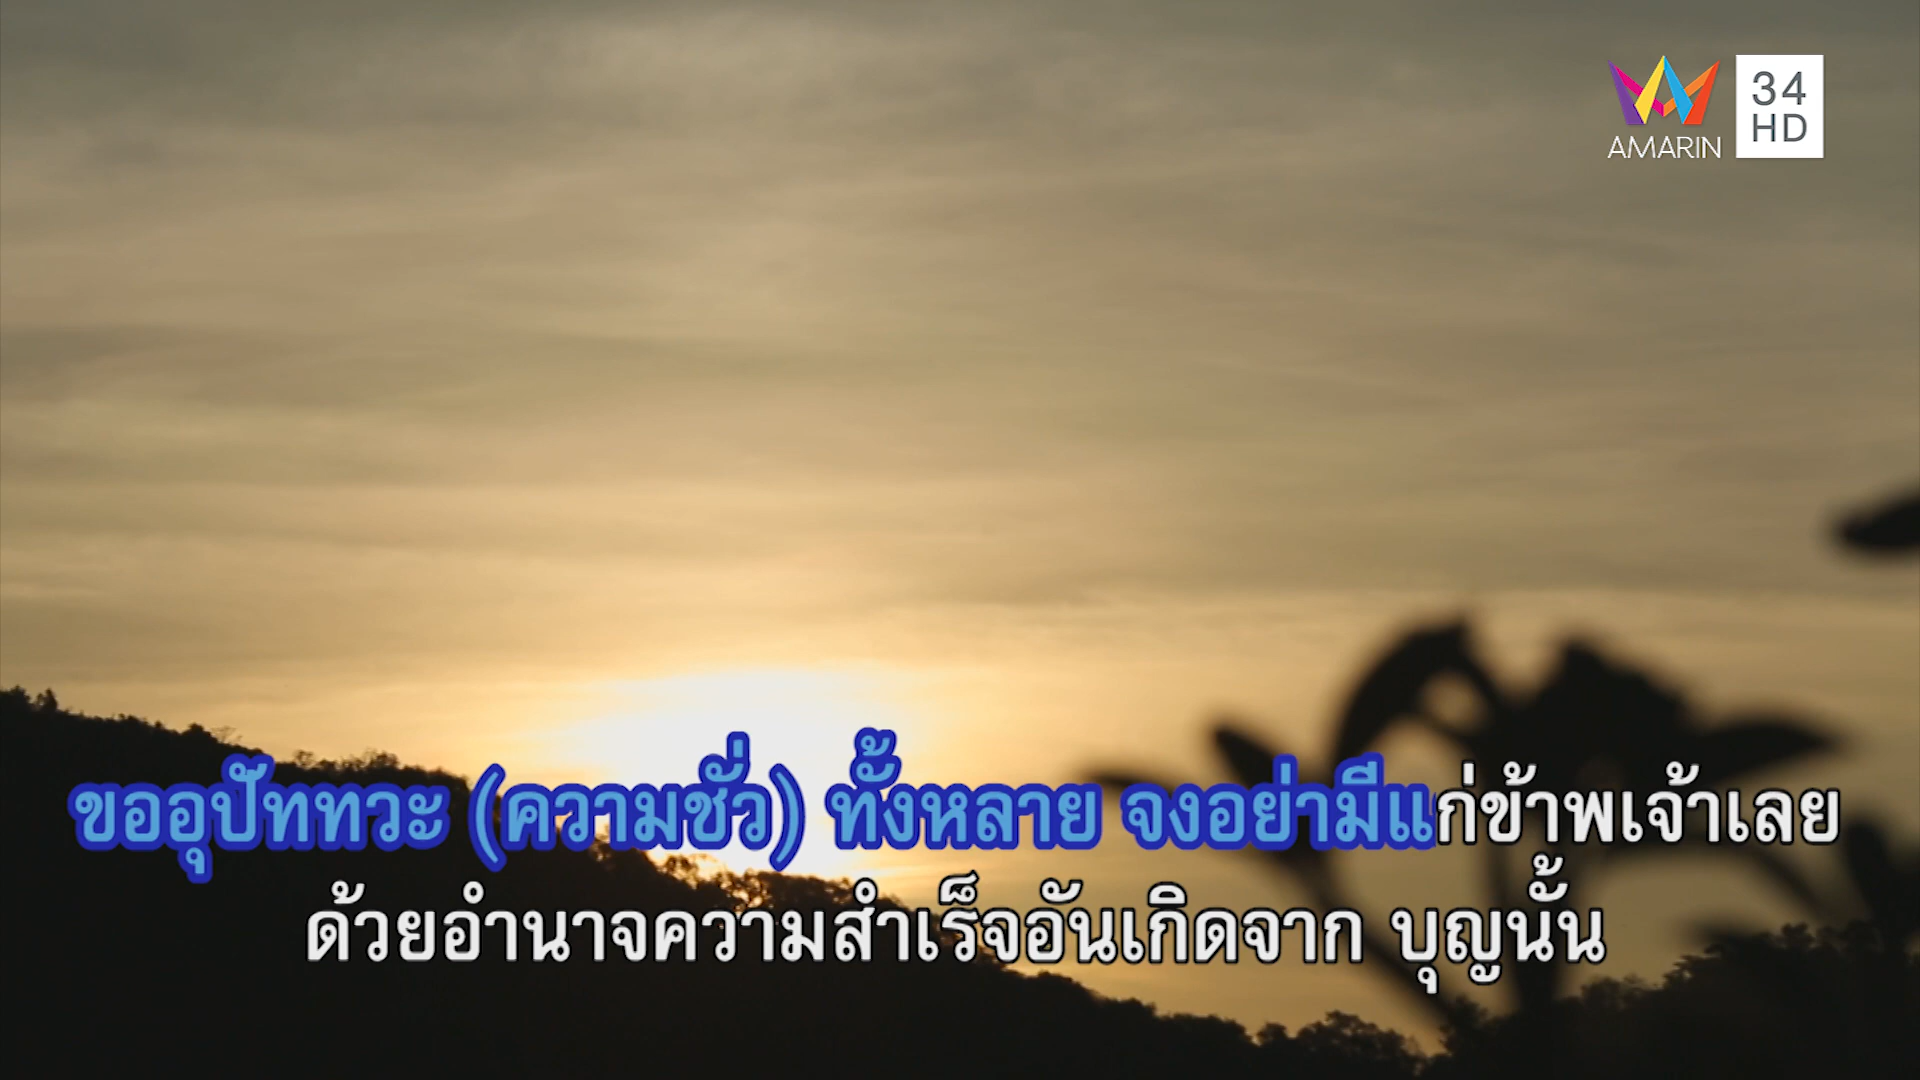 AMARIN
34
HD
ขออุปัททวะ (ความชั่ว) ทั้งหลาย จงอย่ามีแก่ข้าพเจ้าเลย
ด้วยอำนาจความสำเร็จอันเกิดจาก บุญนั้น